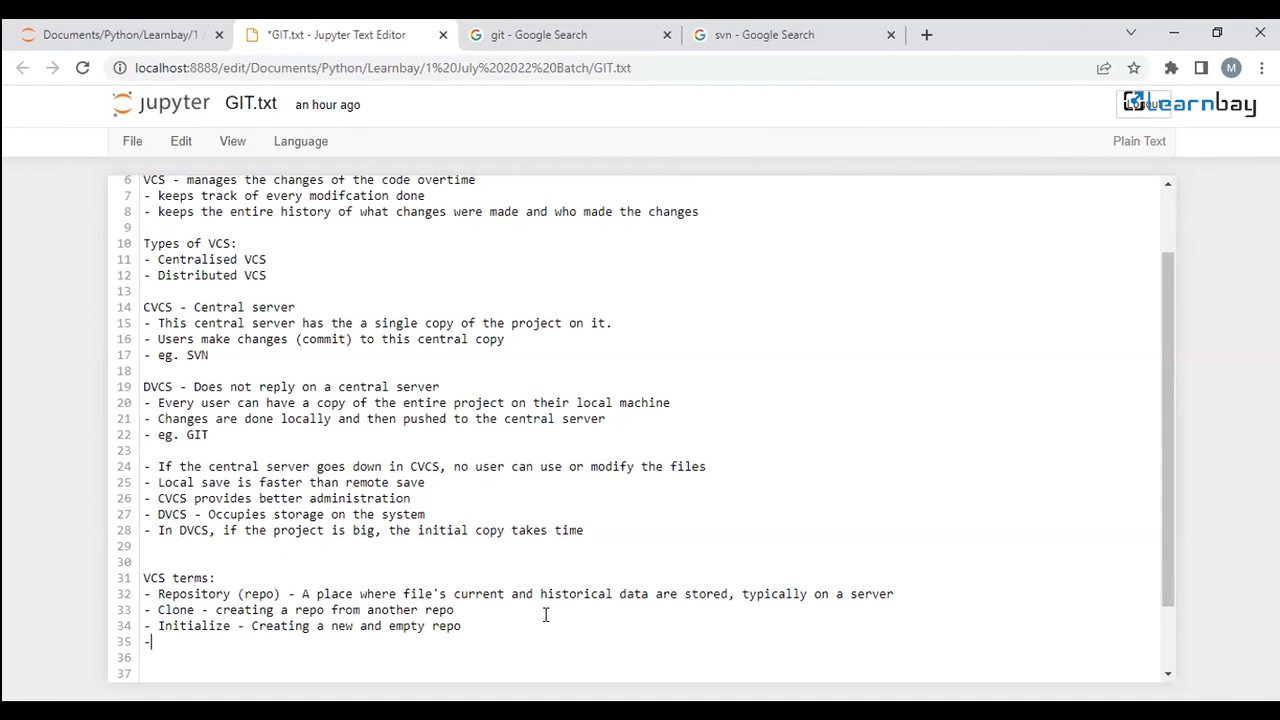 Documents/Python/Learnbay/1 J
*GIT.txt - Jupyter Text Editor
git - Google Search
svn - Google Search
localhost:8888/edit/Documents/Python/Learnbay/1%20July%202022%20Batch/GIT.txt
M
jupyter GIT.txt an hour ago
learnbay
File Edit View Language
Plain Text
6 VCS - manages the changes of the code overtime
7 - keeps track of every modifcation done
8 - keeps the entire history of what changes were made and who made the changes
9
10 Types of VCS:
11 - Centralised VCS
12 - Distributed VCS
13
14 CVCS - Central server
15 - This central server has the a single copy of the project on it.
16 - Users make changes (commit) to this central copy
17 - eg. SVN
18
19 DVCS - Does not reply on a central server
20 - Every user can have a copy of the entire project on their local machine
21 - Changes are done locally and then pushed to the central server
22 - eg. GIT
23
24 - If the central server goes down in CVCS, no user can use or modify the files
25 - Local save is faster than remote save
26 - CVCS provides better administration
27 - DVCS - Occupies storage on the system
28 - In DVCS, if the project is big, the initial copy takes time
29
30
31 VCS terms:
32 - Repository (repo) - A place where file's current and historical data are stored, typically on a server
33 - Clone - creating a repo from another repo
34 - Initialize - Creating a new and empty repo
35 -
36
37